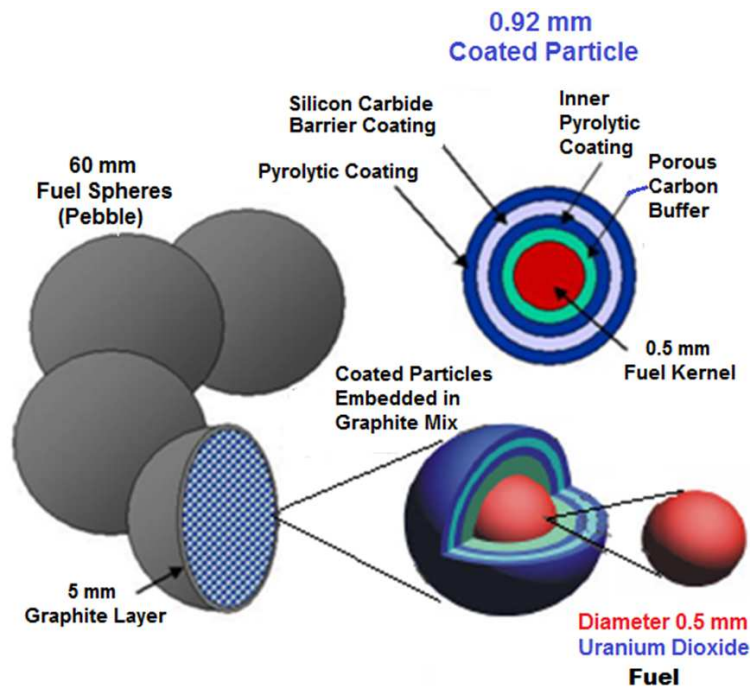 0.92 mm
Coated Particle
Silicon Carbide
Barrier Coating
Inner
Pyrolytic
Coating
60 mm
Fuel Spheres
(Pebble)
Pyrolytic Coating
Porous
Carbon
Buffer
0.5 mm
Fuel Kernel
Coated Particles
Embedded in
Graphite Mix
5 mm
Graphite Layer
Diameter 0.5 mm
Uranium Dioxide
Fuel